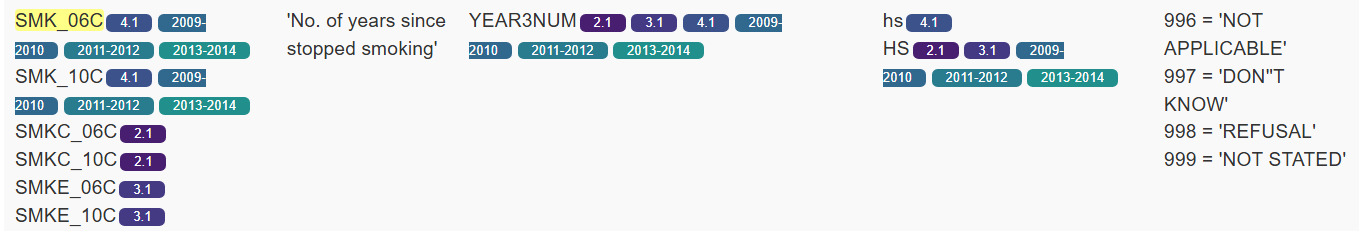 SMK_06C 4.1 2009-
2010 2011-2012 2013-2014
SMK_10C 4.1 2009-
2010 2011-2012 2013-2014
SMKC_06C 2.1
SMKC_10C 2.1
SMKE_06C 3.1
SMKE_10C 3.1
'No. of years since
stopped smoking'
YEAR3NUM 2.1 3.1 4.1 2009-
2010 2011-2012 2013-2014
hs 4.1
HS 2.1 3.1 2009-
2010 2011-2012 2013-2014
996 = 'NOT
APPLICABLE'
997 = 'DON''T
KNOW'
998 = 'REFUSAL'
999 = 'NOT STATED'